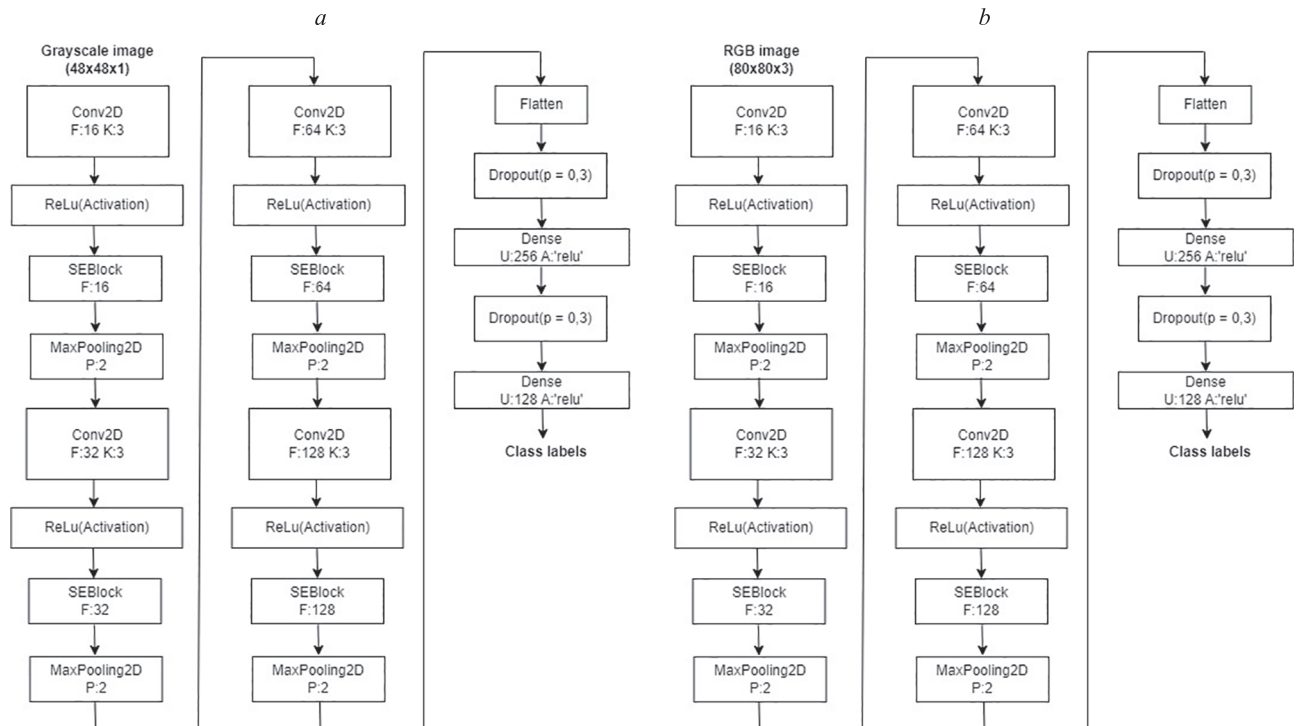 a
Grayscale image
(48x48x1)
Conv2D
F:16 K:3
ReLu(Activation)
SEBlock
F:16
MaxPooling2D
P:2
Conv2D
F:32 K:3
ReLu(Activation)
SEBlock
F:32
MaxPooling2D
P:2
Conv2D
F:64 K:3
ReLu(Activation)
SEBlock
F:64
MaxPooling2D
P:2
Conv2D
F:128 K:3
ReLu(Activation)
SEBlock
F:128
MaxPooling2D
P:2
Flatten
Dropout(p = 0,3)
Dense
U:256 A:'relu'
Dropout(p = 0,3)
Dense
U:128 A:'relu'
Class labels
b
RGB image
(80x80x3)
Conv2D
F:16 K:3
ReLu(Activation)
SEBlock
F:16
MaxPooling2D
P:2
Conv2D
F:32 K:3
ReLu(Activation)
SEBlock
F:32
MaxPooling2D
P:2
Conv2D
F:64 K:3
ReLu(Activation)
SEBlock
F:64
MaxPooling2D
P:2
Conv2D
F:128 K:3
ReLu(Activation)
SEBlock
F:128
MaxPooling2D
P:2
Flatten
Dropout(p = 0,3)
Dense
U:256 A:'relu'
Dropout(p = 0,3)
Dense
U:128 A:'relu'
Class labels